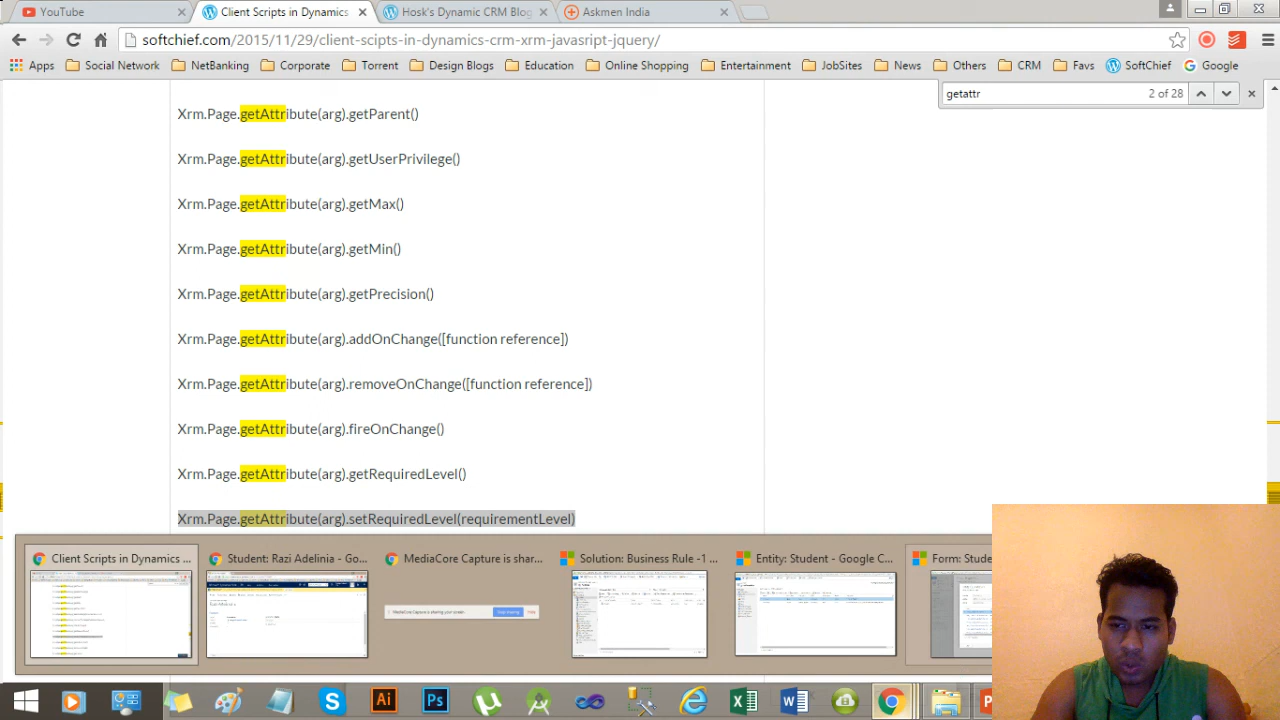 YouTube
Client Scripts in Dynamics
Hosk's Dynamic CRM Blog
Askmen India
softchief.com/2015/11/29/client-scipts-in-dynamics-crm-xrm-javasript-jquery/
Apps
Social Network
NetBanking
Corporate
Torrent
Design Blogs
Education
Online Shopping
Entertainment
JobSites
News
Others
CRM
Favs
SoftChief
Google
getattr
2 of 28
Xrm.Page.getAttribute(arg).getParent()
Xrm.Page.getAttribute(arg).getUserPrivilege()
Xrm.Page.getAttribute(arg).getMax()
Xrm.Page.getAttribute(arg).getMin()
Xrm.Page.getAttribute(arg).getPrecision()
Xrm.Page.getAttribute(arg).addOnChange([function reference])
Xrm.Page.getAttribute(arg).removeOnChange([function reference])
Xrm.Page.getAttribute(arg).fireOnChange()
Xrm.Page.getAttribute(arg).getRequiredLevel()
Xrm.Page.getAttribute(arg).setRequiredLevel(requirementLevel)
Client Scripts in Dynamics ...
Student: Razi Adelinia - Go...
MediaCore Capture is shar...
Solution: Business Rule -1 ...
Entity: Student - Google C...
Form: Stude